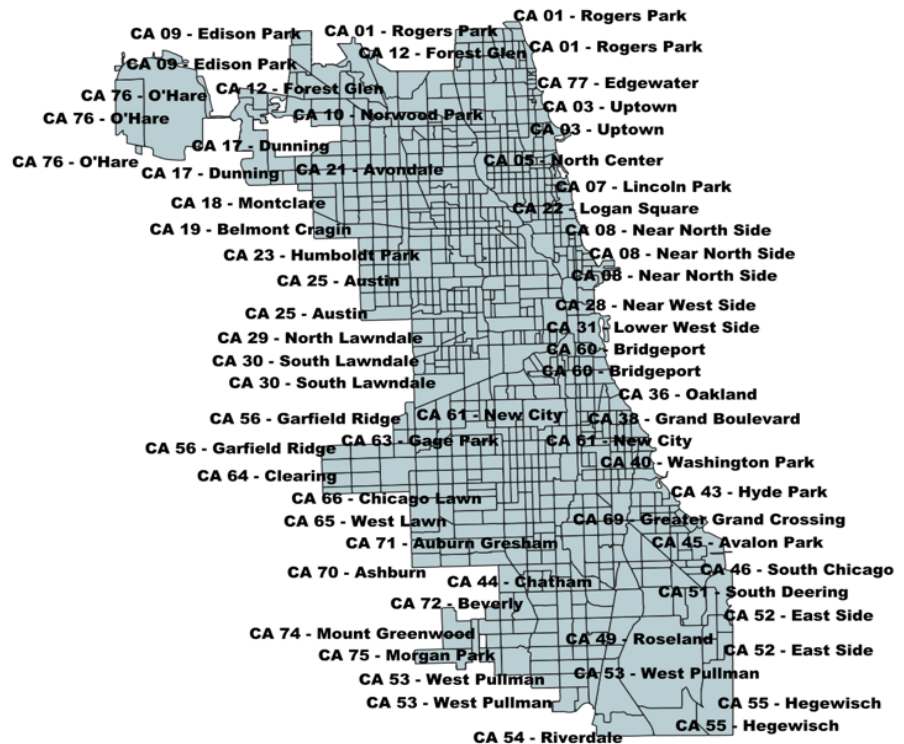 CA 01 - Rogers Park
CA 09 - Edison Park
CA 01 - Rogers Park
CA 12 - Forest Glen
CA 01 - Rogers Park
CA 09 - Edison Park
CA 12 - Forest Glen
CA 77 - Edgewater
CA 76 - O'Hare
CA 03 - Uptown
CA 76 - O'Hare
CA 10 - Norwood Park
CA 03 - Uptown
CA 17 - Dunning
CA 76 - O'Hare
CA 05 - North Center
CA 17 - Dunning
CA 21 - Avondale
CA 07 - Lincoln Park
CA 18 - Montclare
CA 22 - Logan Square
CA 19 - Belmont Cragin
CA 08 - Near North Side
CA 23 - Humboldt Park
CA 08 - Near North Side
CA 25 - Austin
CA 08 - Near North Side
CA 25 - Austin
CA 28 - Near West Side
CA 29 - North Lawndale
CA 31 - Lower West Side
CA 30 - South Lawndale
CA 60 - Bridgeport
CA 30 - South Lawndale
CA 60 - Bridgeport
CA 36 - Oakland
CA 56 - Garfield Ridge
CA 61 - New City
CA 38 - Grand Boulevard
CA 56 - Garfield Ridge
CA 63 - Gage Park
CA 61 - New City
CA 64 - Clearing
CA 40 - Washington Park
CA 66 - Chicago Lawn
CA 43 - Hyde Park
CA 65 - West Lawn
CA 69 - Greater Grand Crossing
CA 71 - Auburn Gresham
CA 45 - Avalon Park
CA 70 - Ashburn
CA 46 - South Chicago
CA 44 - Chatham
CA 51 - South Deering
CA 72 - Beverly
CA 52 - East Side
CA 74 - Mount Greenwood
CA 49 - Roseland
CA 75 - Morgan Park
CA 52 - East Side
CA 53 - West Pullman
CA 53 - West Pullman
CA 53 - West Pullman
CA 55 - Hegewisch
CA 55 - Hegewisch
CA 54 - Riverdale